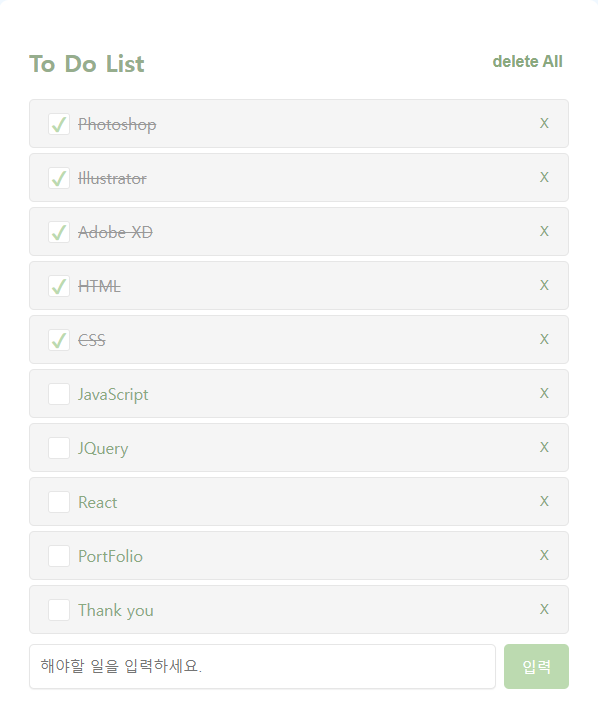 To Do List
delete All
Photoshop X
Illustrator X
Adobe XD X
HTML X
CSS X
JavaScript X
JQuery X
React X
PortFolio X
Thank you X
해야할 일을 입력하세요. 입력